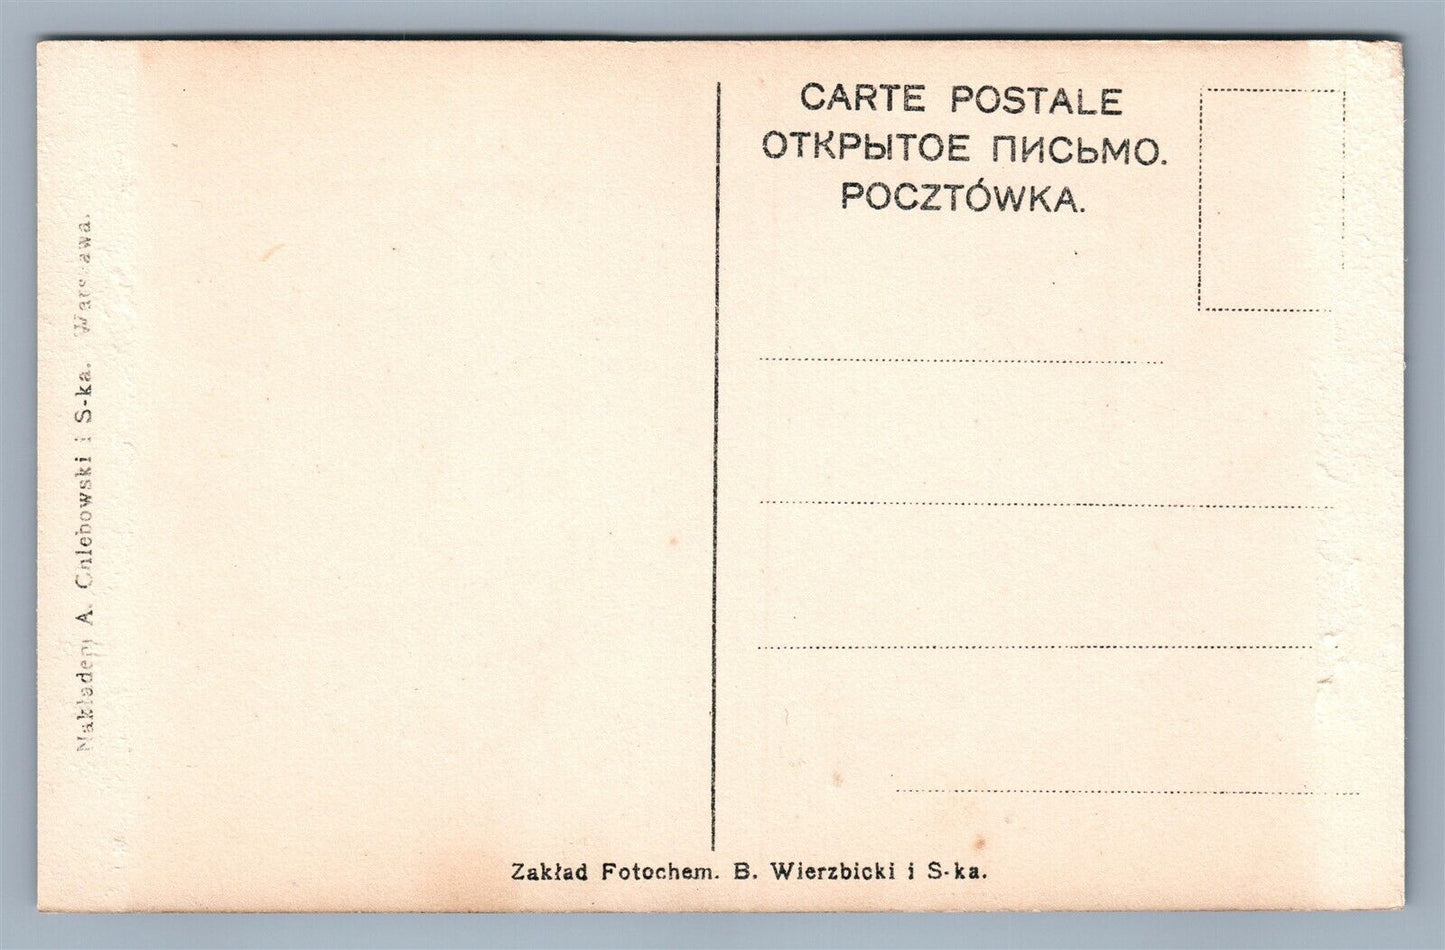 CARTE POSTALE
ОТКРЫТОЕ ПИСЬМО.
POCZTÓWKA.
Nakładem A. Chlebowski i S-ka. Warszawa.
Zakład Fotochem. B. Wierzbicki i S-ka.